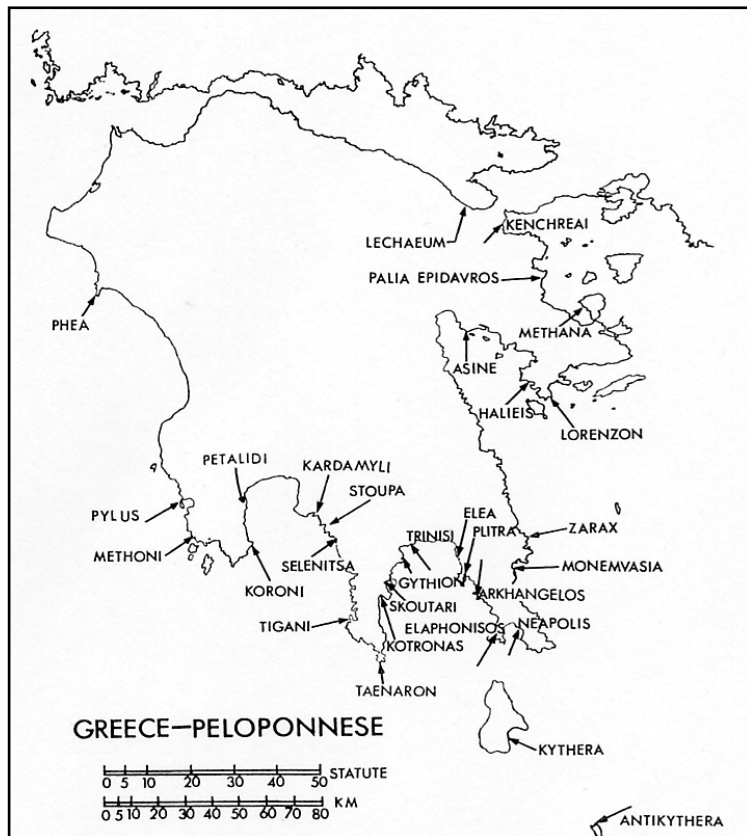 LECHAEUM
KENCHREAI
PALIA EPIDAVROS
PHEA
METHANA
ASINE
HALIEIS
LORENZON
PETALIDI
KARDAMYLI
STOUPA
PYLUS
ELEA
PLITRA
ZARAX
TRINISI
METHONI
SELENITSA
MONEMVASIA
KORONI
GYTHION
ARKHANGELOS
SKOUTARI
TIGANI
ELAPHONISOS
NEAPOLIS
KOTRONAS
TAENARON
GREECE—PELOPONNESE
KYTHERA
0 5 10 20 30 40 50 STATUTE
0 5 10 20 30 40 50 60 70 80 KM
ANTIKYTHERA